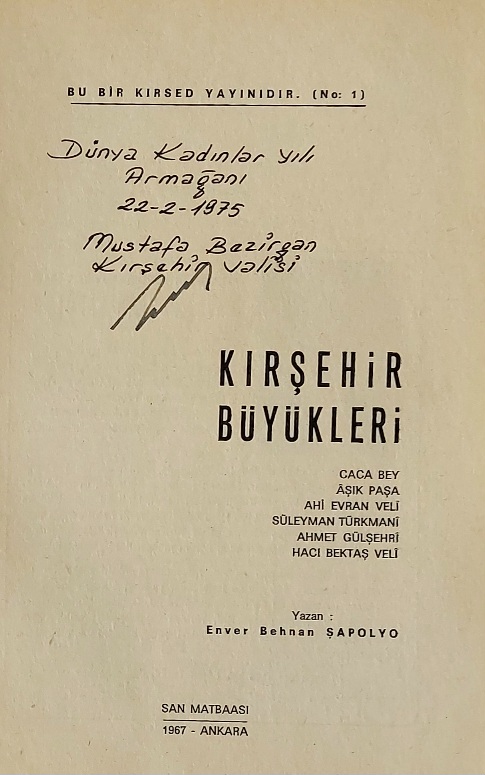 BU BİR KIRSED YAYINIDIR. (No: 1)
Dünya Kadınlar yılı
Armağanı
22-2-1975
Mustafa Bazirgan
Kırşehir Valisi
KIRŞEHİR
BÜYÜKLERİ
CACA BEY
ÂŞIK PAŞA
AHİ EVRAN VELİ
SÜLEYMAN TÜRKMANÎ
AHMET GÜLŞEHRÎ
HACI BEKTAŞ VELÎ
Yazan :
Enver Behnan ŞAPOLYO
SAN MATBAASI
1967 - ANKARA